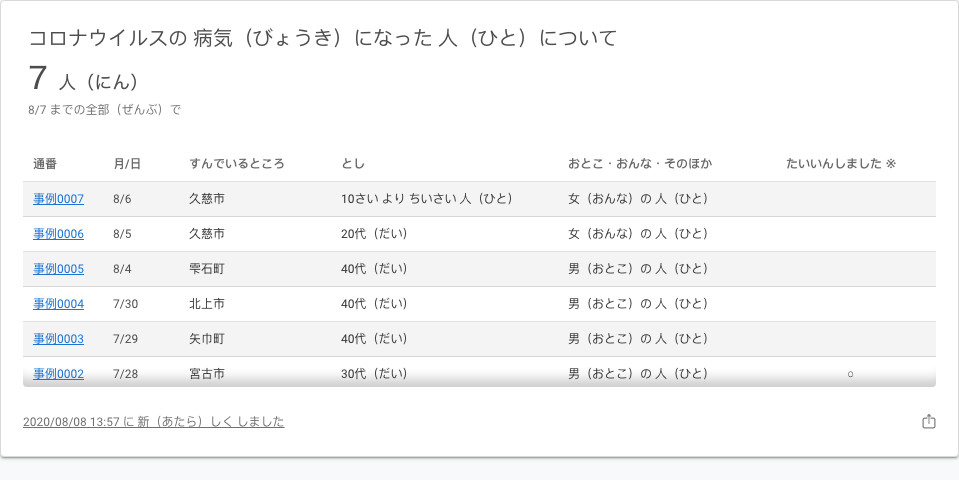 コロナウイルスの 病気（びょうき）になった 人（ひと）について
7 人（にん）
8/7 までの全部（ぜんぶ）で
通番 月/日 すんでいるところ とし おとこ・おんな・そのほか たいいんしました ※
事例0007 8/6 久慈市 10さい より ちいさい 人（ひと） 女（おんな）の 人（ひと）
事例0006 8/5 久慈市 20代（だい） 女（おんな）の 人（ひと）
事例0005 8/4 雫石町 40代（だい） 男（おとこ）の 人（ひと）
事例0004 7/30 北上市 40代（だい） 男（おとこ）の 人（ひと）
事例0003 7/29 矢巾町 40代（だい） 男（おとこ）の 人（ひと）
事例0002 7/28 宮古市 30代（だい） 男（おとこ）の 人（ひと） ○
2020/08/08 13:57 に 新（あたら）しく しました